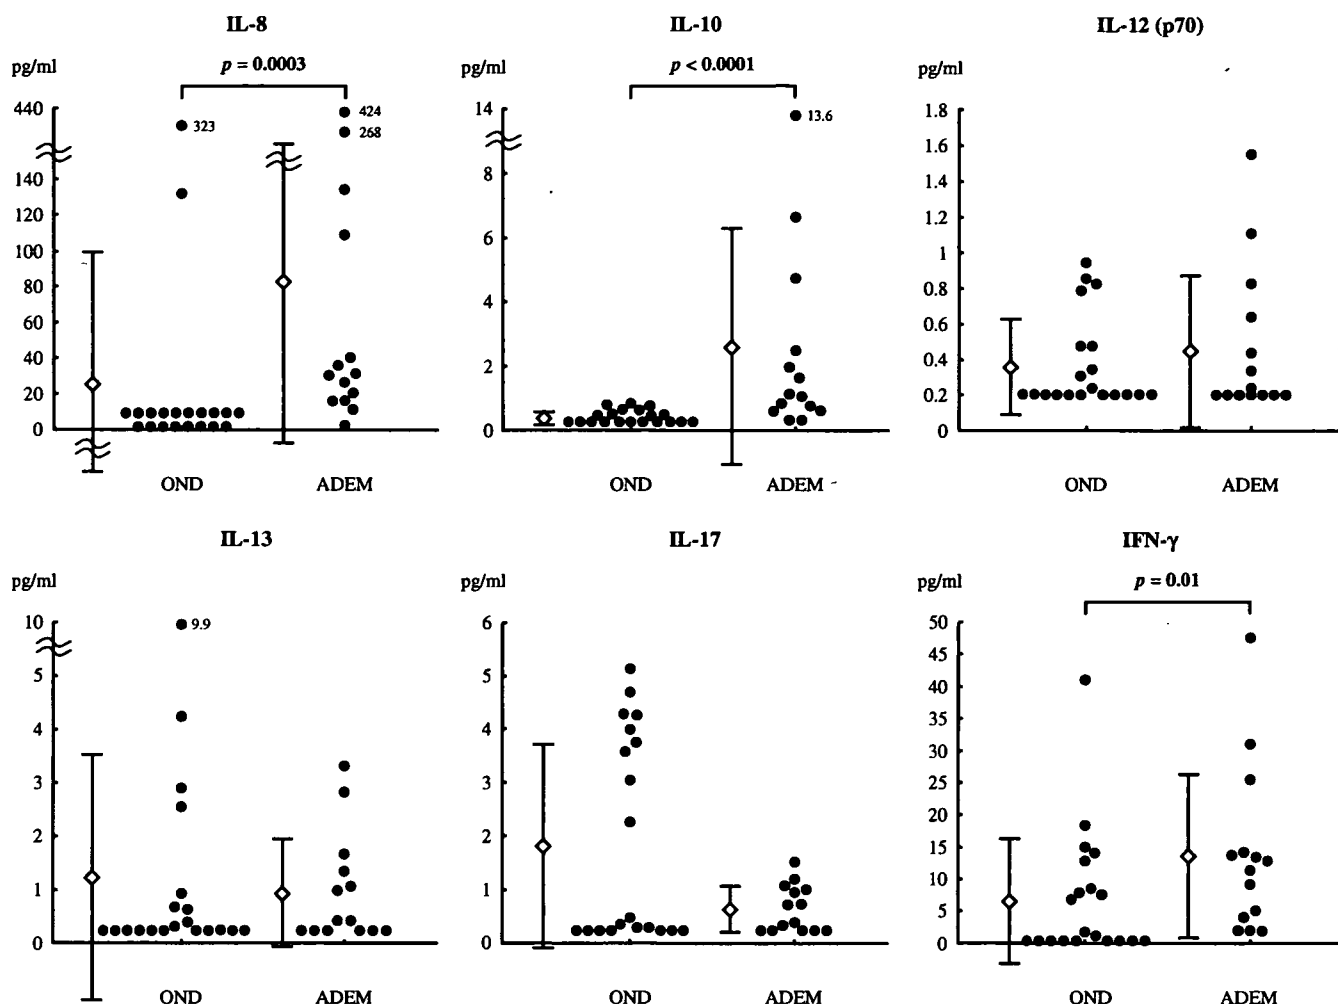 IL-8
IL-10
IL-12 (p70)
pg/ml
p = 0.0003
pg/ml
p < 0.0001
pg/ml
440
140
120
100
80
60
40
20
0
323
424
268
OND
ADEM
14
8
6
4
2
0
13.6
OND
ADEM
1.8
1.6
1.4
1.2
1
0.8
0.6
0.4
0.2
0
OND
ADEM
IL-13
IL-17
IFN-γ
pg/ml
pg/ml
pg/ml
p = 0.01
10
5
4
3
2
1
0
9.9
OND
ADEM
6
5
4
3
2
1
0
OND
ADEM
50
45
40
35
30
25
20
15
10
5
0
OND
ADEM